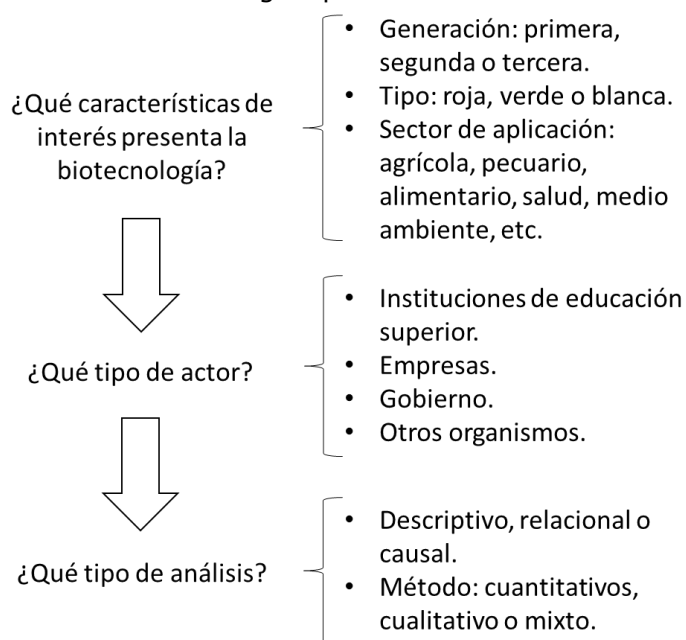 ¿Qué características de
interés presenta la
biotecnología?
• Generación: primera,
segunda o tercera.
• Tipo: roja, verde o blanca.
• Sector de aplicación:
agrícola, pecuario,
alimentario, salud, medio
ambiente, etc.
¿Qué tipo de actor?
• Instituciones de educación
superior.
• Empresas.
• Gobierno.
• Otros organismos.
¿Qué tipo de análisis?
• Descriptivo, relacional o
causal.
• Método: cuantitativos,
cualitativo o mixto.